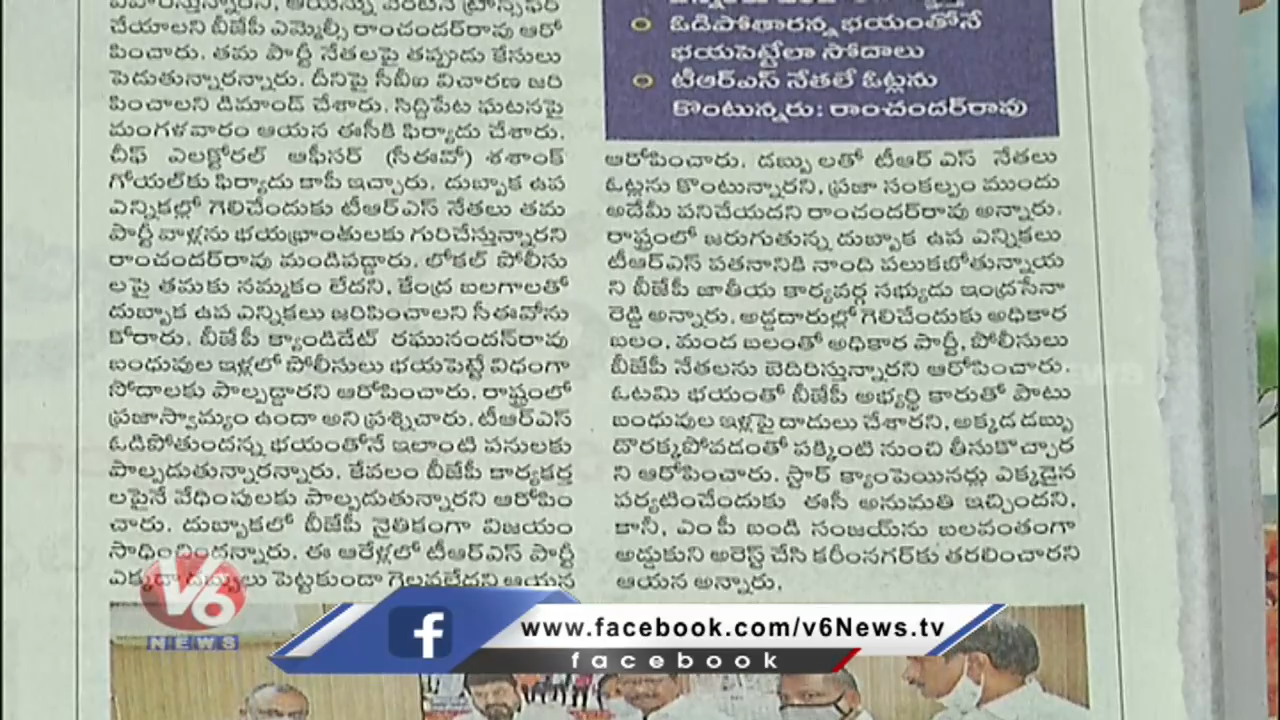 చేయాలని బీజేపీ ఎమ్మెల్సీ రాంచందర్‌రావు ఆరో
పించారు. తమ పార్టీ నేతలపై తప్పుడు కేసులు
పెడుతున్నారన్నారు. దీనిపై సీబీఐ విచారణ జరి
పించాలని డిమాండ్ చేశారు. సిద్దిపేట ఘటనపై
మంగళవారం ఆయన ఈసీకి ఫిర్యాదు చేశారు.
చీఫ్ ఎలక్టోరల్ ఆఫీసర్ (సీఈవో) శశాంక్
గోయల్‌కు ఫిర్యాదు కాపీ ఇచ్చారు. దుబ్బాక ఉప
ఎన్నికల్లో గెలిచేందుకు టీఆర్ఎస్ నేతలు తమ
పార్టీ వాళ్లను భయభ్రాంతులకు గురిచేస్తున్నారని
రాంచందర్‌రావు మండిపడ్డారు. లోకల్ పోలీసు
లపై తమకు నమ్మకం లేదని, కేంద్ర బలగాలతో
దుబ్బాక ఉప ఎన్నికలు జరిపించాలని సీఈవోను
కోరారు. బీజేపీ క్యాండిడేట్ రఘునందన్‌రావు
బంధువుల ఇళ్లలో పోలీసులు భయపెట్టే విధంగా
సోదాలకు పాల్పడ్డారని ఆరోపించారు. రాష్ట్రంలో
ప్రజాస్వామ్యం ఉందా అని ప్రశ్నిచారు. టీఆర్ఎస్
ఓడిపోతుందన్న భయంతోనే ఇలాంటి పనులకు
పాల్పడుతున్నారన్నారు. కేవలం బీజేపీ కార్యకర్త
లపైనే వేధింపులకు పాల్పడుతున్నారని ఆరోపిం
చారు. దుబ్బాకలో బీజేపీ నైతికంగా విజయం
సాధించిందన్నారు. ఈ ఆరేళ్లలో టీఆర్ఎస్ పార్టీ
ఎక్కడా డబ్బులు పెట్టకుండా గెలవలేదని ఆయన
ఓడిపోతారన్న భయంతోనే
భయపెట్టేలా సోదాలు
టీఆర్ఎస్ నేతలే ఓట్లను
కొంటున్నరు: రాంచందర్‌రావు
ఆరోపించారు. డబ్బు లతో టీఆర్ ఎస్ నేతలు
ఓట్లను కొంటున్నారని, ప్రజా సంకల్పం ముందు
అదేమీ పనిచేయదని రాంచందర్‌రావు అన్నారు.
రాష్ట్రంలో జరుగుతున్న దుబ్బాక ఉప ఎన్నికలు
టీఆర్ఎస్ పతనానికి నాంది పలుకబోతున్నాయ
ని బీజేపీ జాతీయ కార్యవర్గ సభ్యుడు ఇంద్రసేనా
రెడ్డి అన్నారు. అడ్డదారుల్లో గెలిచేందుకు అధికార
బలం, మంద బలంతో అధికార పార్టీ, పోలీసులు
బీజేపీ నేతలను బెదిరిస్తున్నారని ఆరోపించారు.
ఓటమి భయంతో బీజేపీ అభ్యర్థి కారుతో పాటు
బంధువుల ఇళ్లపై దాడులు చేశారని, అక్కడ డబ్బు
దొరక్కపోవడంతో పక్కింటి నుంచి తీసుకొచ్చార
ని ఆరోపించారు. స్టార్ క్యాంపెయినర్లు ఎక్కడైన
పర్యటించేందుకు ఈసీ అనుమతి ఇచ్చిందని,
కానీ, ఎంపీ బండి సంజయ్‌ను బలవంతంగా
అడ్డుకుని అరెస్ట్ చేసి కరీంనగర్‌కు తరలించారని
ఆయన అన్నారు.
V6
NEWS
f
www.facebook.com/v6News.tv
facebook